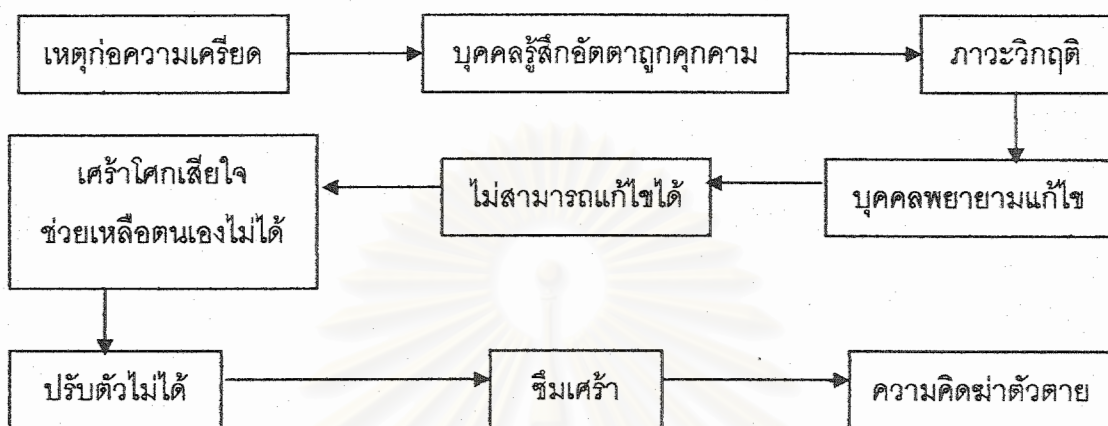 เหตุก่อความเครียด
บุคคลรู้สึกอัตตาถูกคุกคาม
ภาวะวิกฤติ
บุคคลพยายามแก้ไข
ไม่สามารถแก้ไขได้
เศร้าโศกเสียใจ
ช่วยเหลือตนเองไม่ได้
ปรับตัวไม่ได้
ซึมเศร้า
ความคิดฆ่าตัวตาย